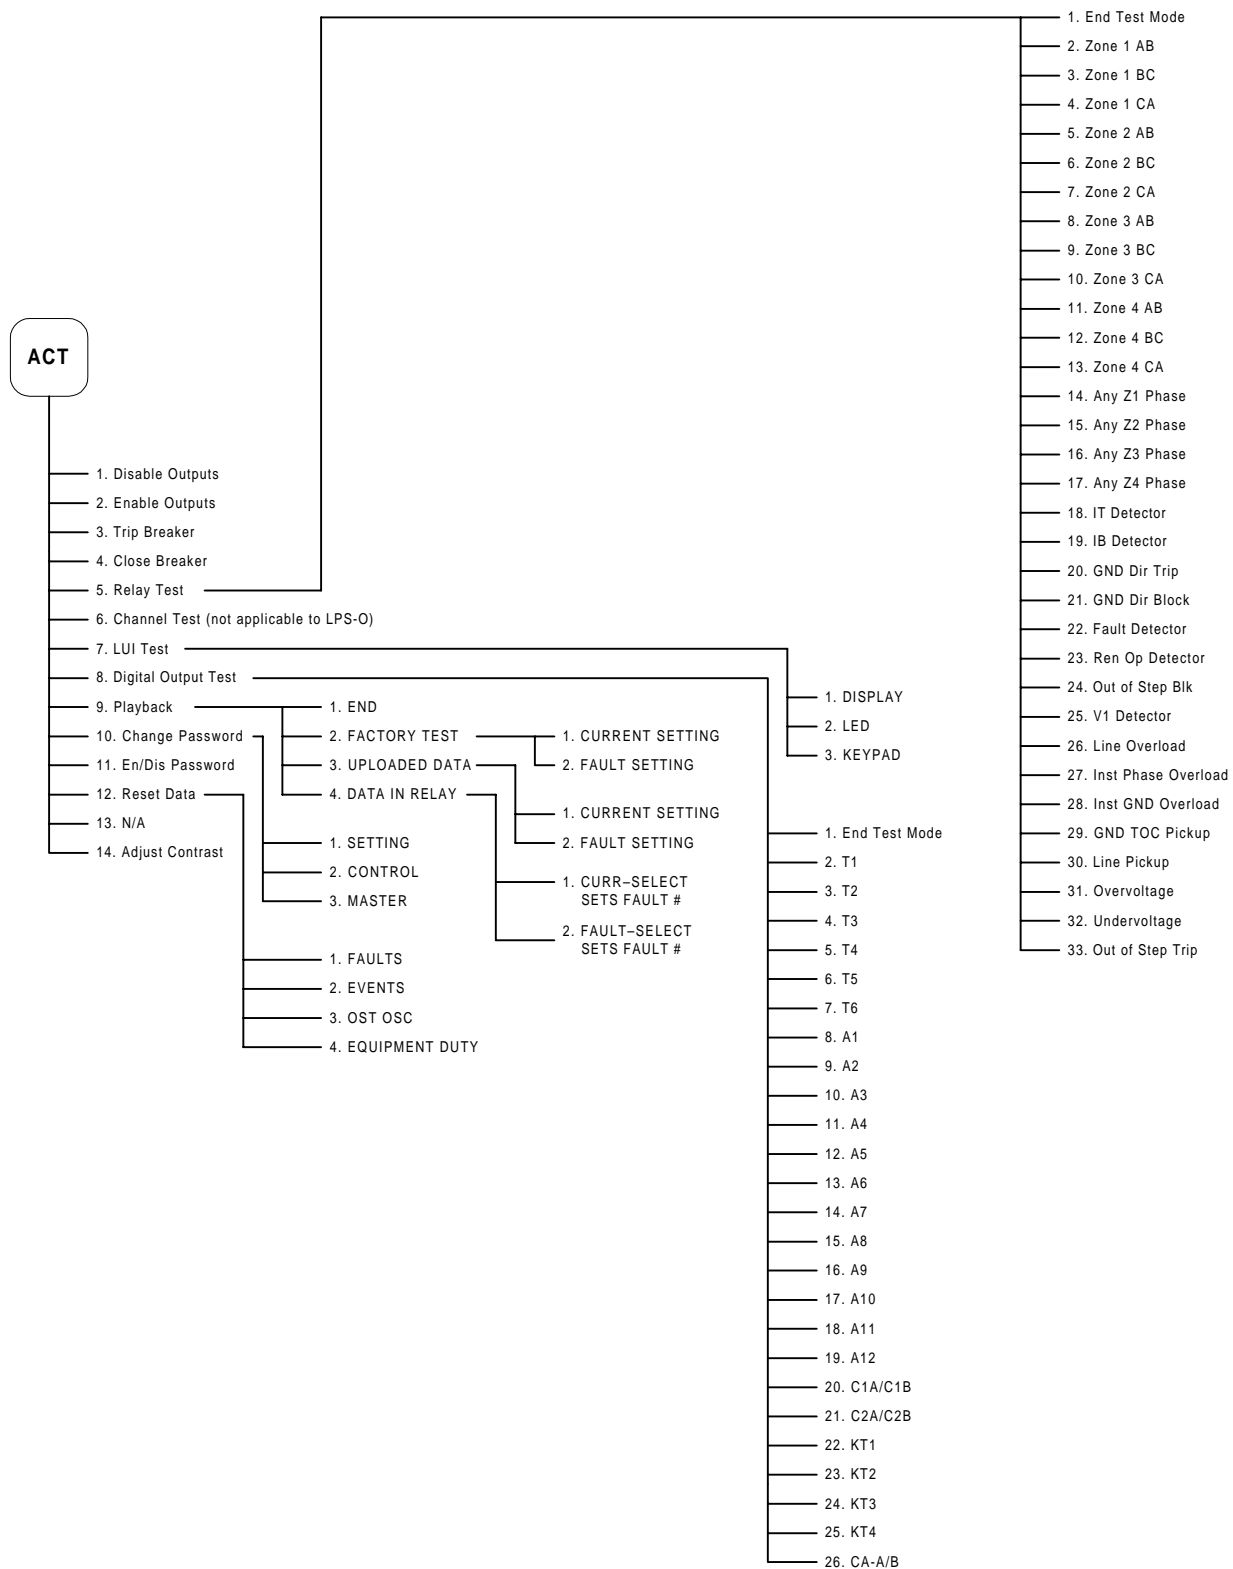 ACT
1. Disable Outputs
2. Enable Outputs
3. Trip Breaker
4. Close Breaker
5. Relay Test
6. Channel Test (not applicable to LPS-O)
7. LUI Test
8. Digital Output Test
9. Playback
10. Change Password
11. En/Dis Password
12. Reset Data
13. N/A
14. Adjust Contrast
1. END
2. FACTORY TEST
3. UPLOADED DATA
4. DATA IN RELAY
1. SETTING
2. CONTROL
3. MASTER
1. FAULTS
2. EVENTS
3. OST OSC
4. EQUIPMENT DUTY
1. CURRENT SETTING
2. FAULT SETTING
1. CURRENT SETTING
2. FAULT SETTING
1. CURR–SELECT
SETS FAULT #
2. FAULT–SELECT
SETS FAULT #
1. DISPLAY
2. LED
3. KEYPAD
1. End Test Mode
2. T1
3. T2
4. T3
5. T4
6. T5
7. T6
8. A1
9. A2
10. A3
11. A4
12. A5
13. A6
14. A7
15. A8
16. A9
17. A10
18. A11
19. A12
20. C1A/C1B
21. C2A/C2B
22. KT1
23. KT2
24. KT3
25. KT4
26. CA-A/B
1. End Test Mode
2. Zone 1 AB
3. Zone 1 BC
4. Zone 1 CA
5. Zone 2 AB
6. Zone 2 BC
7. Zone 2 CA
8. Zone 3 AB
9. Zone 3 BC
10. Zone 3 CA
11. Zone 4 AB
12. Zone 4 BC
13. Zone 4 CA
14. Any Z1 Phase
15. Any Z2 Phase
16. Any Z3 Phase
17. Any Z4 Phase
18. IT Detector
19. IB Detector
20. GND Dir Trip
21. GND Dir Block
22. Fault Detector
23. Ren Op Detector
24. Out of Step Blk
25. V1 Detector
26. Line Overload
27. Inst Phase Overload
28. Inst GND Overload
29. GND TOC Pickup
30. Line Pickup
31. Overvoltage
32. Undervoltage
33. Out of Step Trip